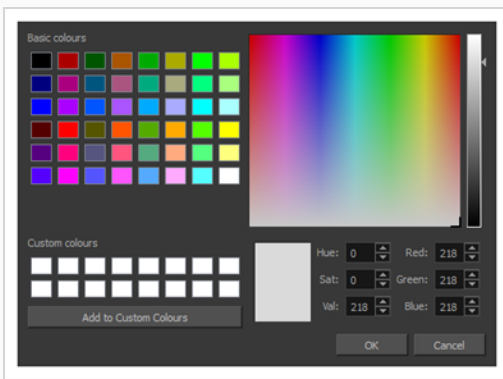 Basic colours
Custom colours
Add to Custom Colours
Hue: 0 Red: 218
Sat: 0 Green: 218
Val: 218 Blue: 218
OK Cancel